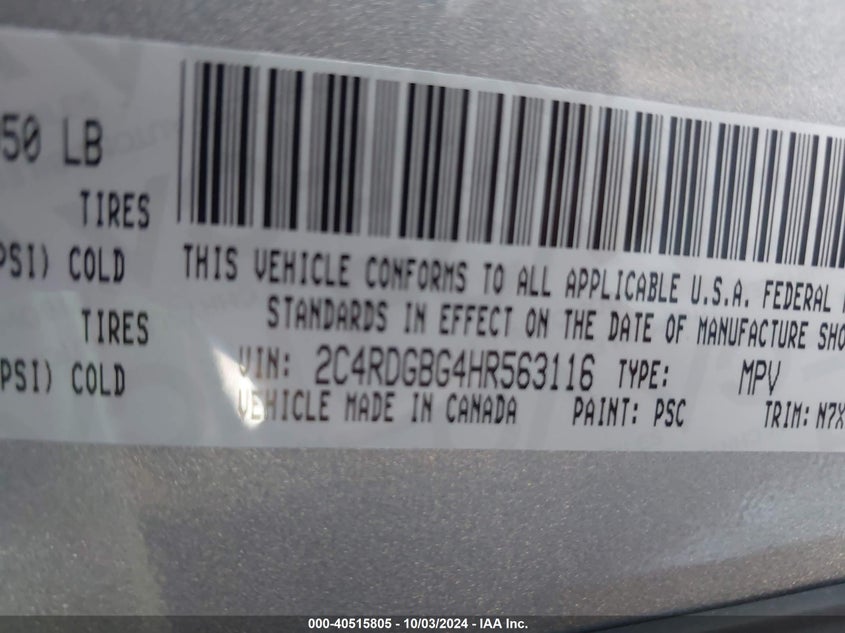 50 LB
TIRES
PSI) COLD
TIRES
PSI) COLD
THIS VEHICLE CONFORMS TO ALL APPLICABLE U.S.A. FEDERAL
STANDARDS IN EFFECT ON THE DATE OF MANUFACTURE SHO
VIN: 2C4RDGBG4HR563116 TYPE: MPV
VEHICLE MADE IN CANADA PAINT: PSC TRIM: N7X
000-40515805 - 10/03/2024 - IAA Inc.